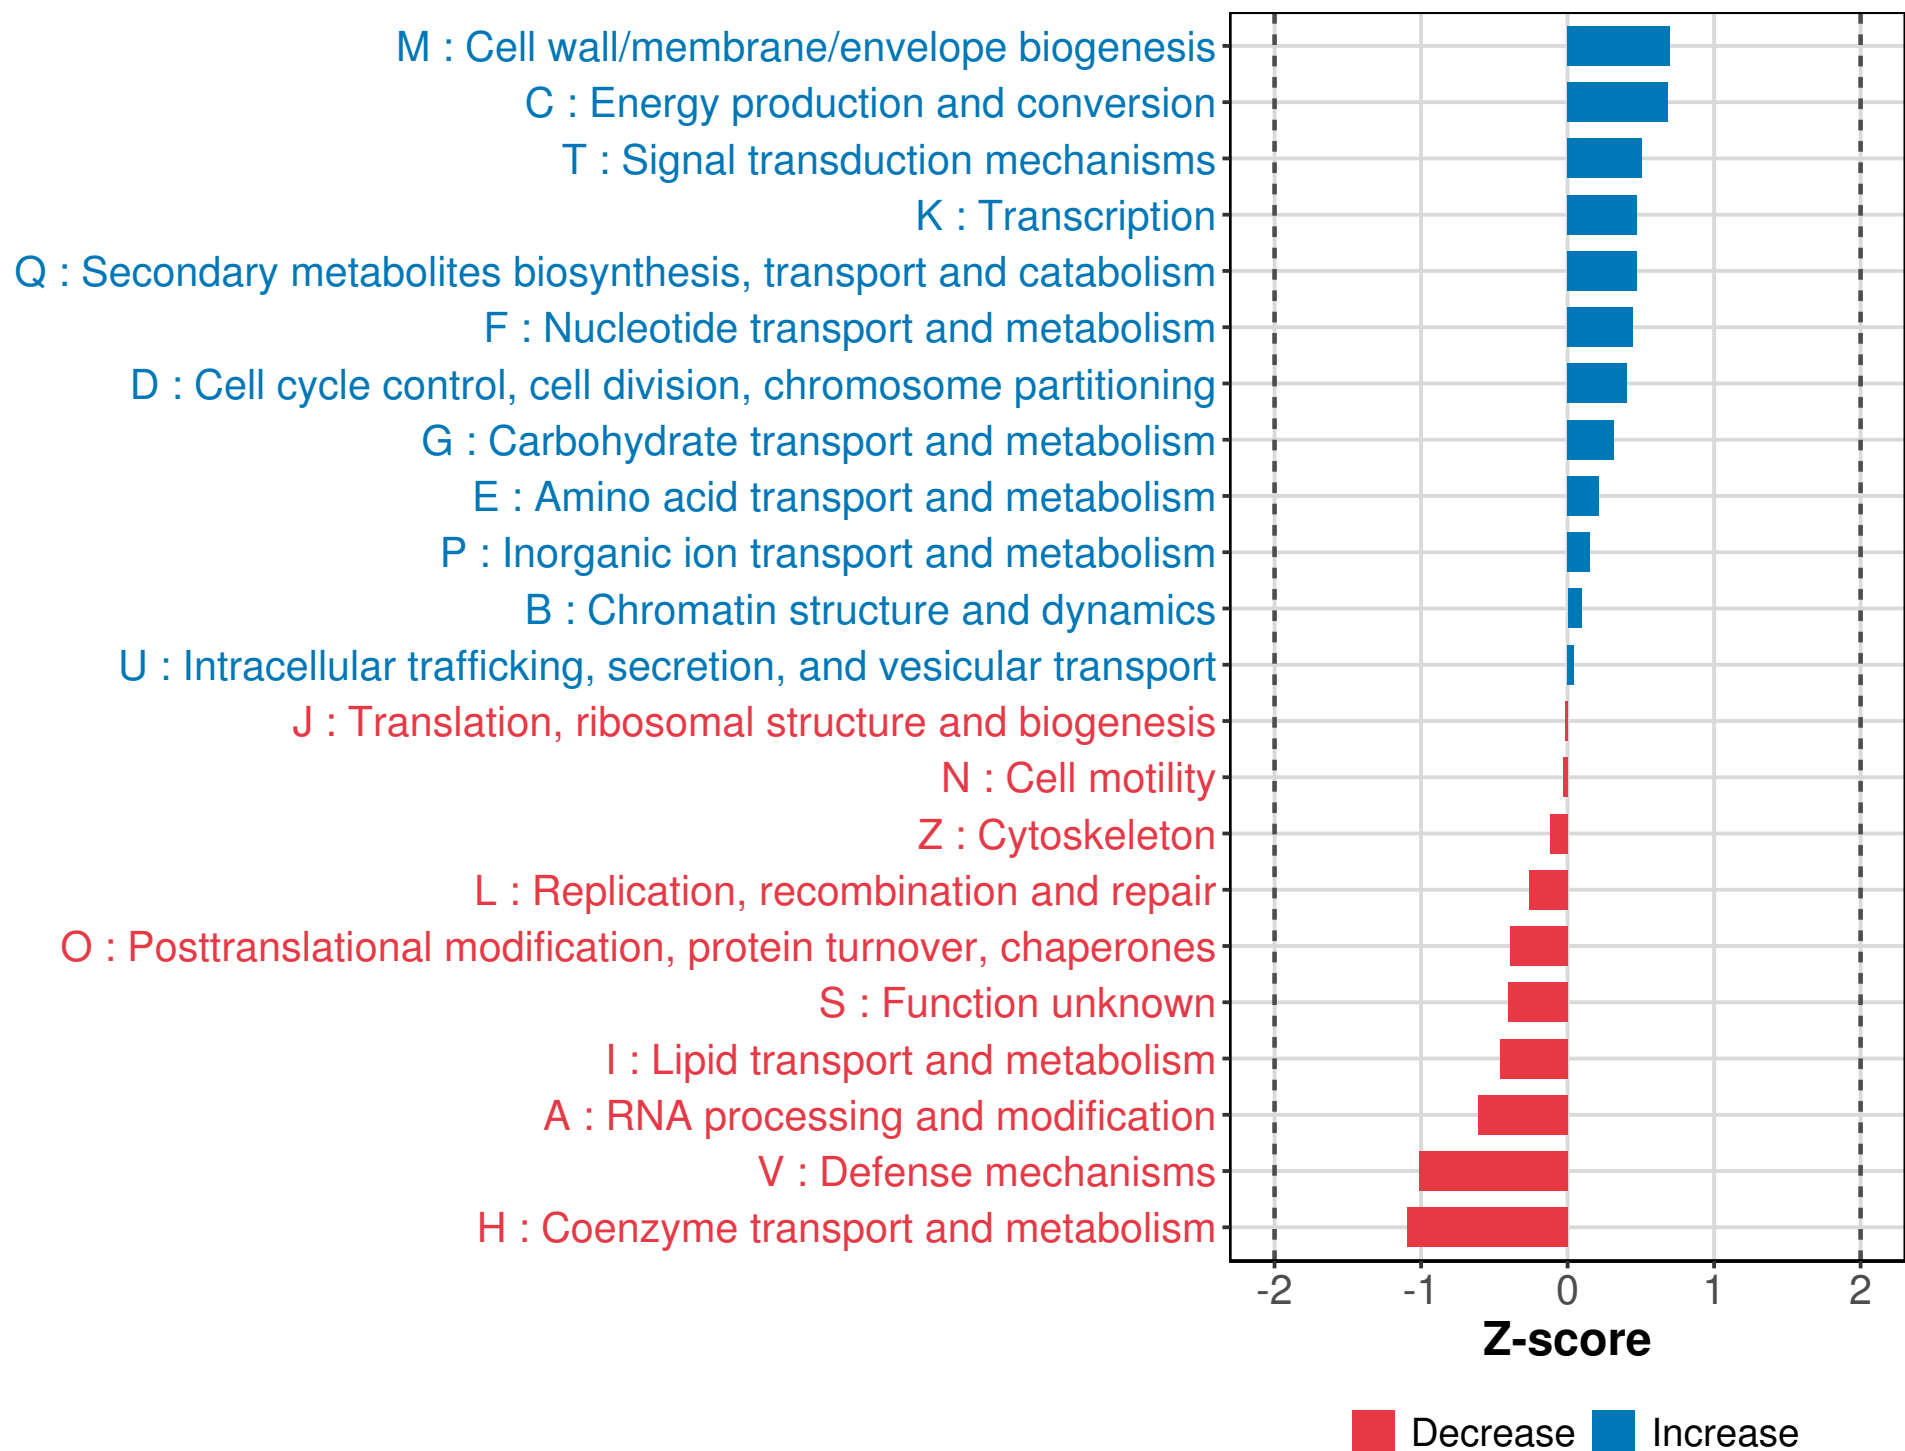 M : Cell wall/membrane/envelope biogenesis
C : Energy production and conversion
T : Signal transduction mechanisms
K : Transcription
Q : Secondary metabolites biosynthesis, transport and catabolism
F : Nucleotide transport and metabolism
D : Cell cycle control, cell division, chromosome partitioning
G : Carbohydrate transport and metabolism
E : Amino acid transport and metabolism
P : Inorganic ion transport and metabolism
B : Chromatin structure and dynamics
U : Intracellular trafficking, secretion, and vesicular transport
J : Translation, ribosomal structure and biogenesis
N : Cell motility
Z : Cytoskeleton
L : Replication, recombination and repair
O : Posttranslational modification, protein turnover, chaperones
S : Function unknown
I : Lipid transport and metabolism
A : RNA processing and modification
V : Defense mechanisms
H : Coenzyme transport and metabolism
-2 -1 0 1 2
Z-score
Decrease Increase